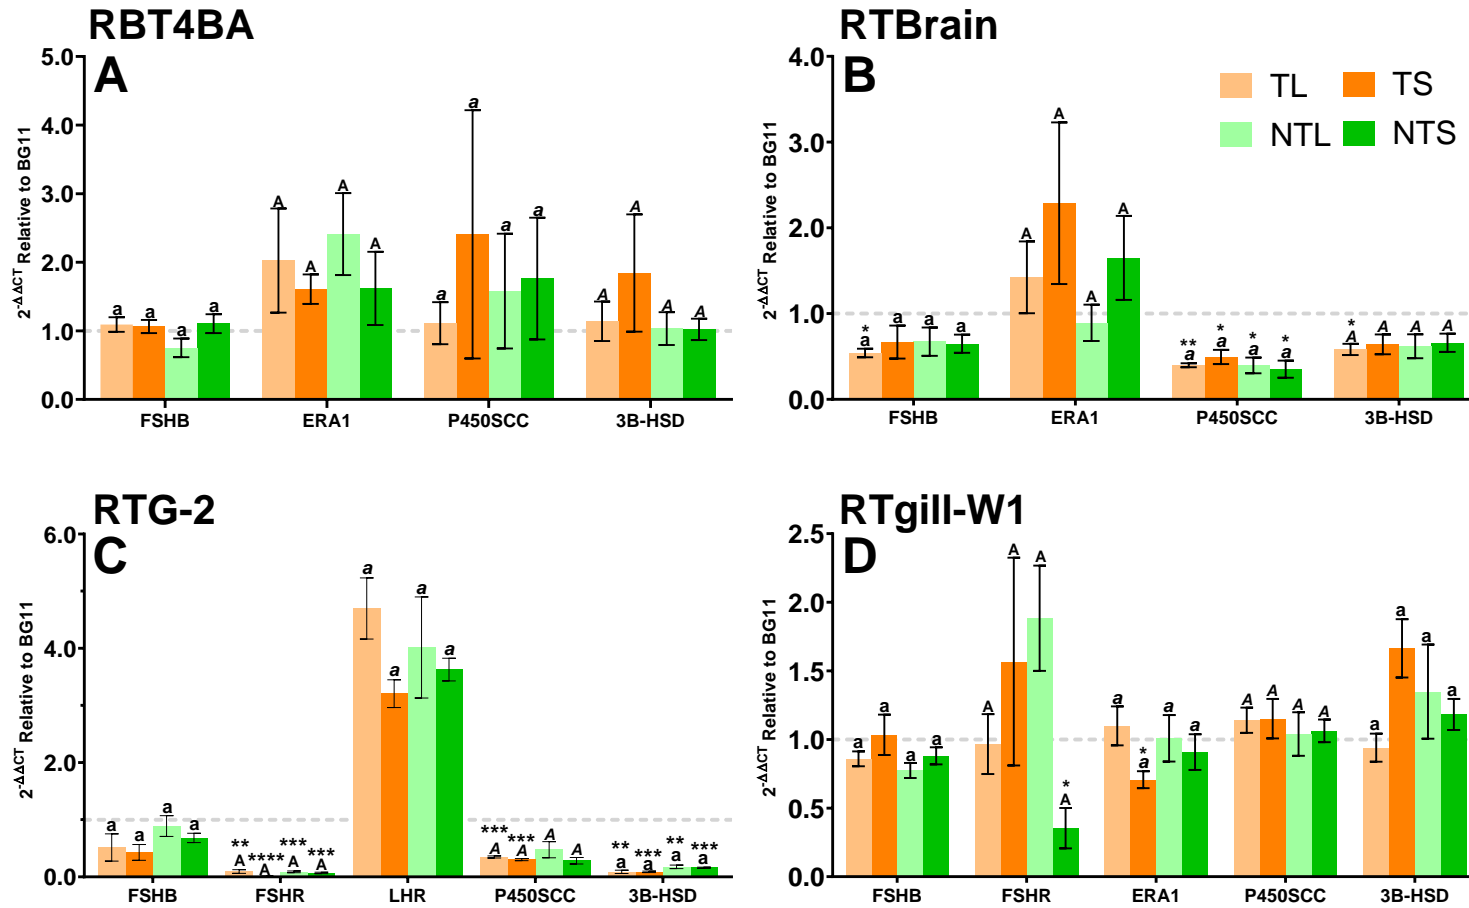 RBT4BA
A
2^-ΔΔCT Relative to BG11
5.0
4.0
3.0
2.0
1.0
0.0
a a a a
A A A A
a a a a
A A A A
FSHB ERA1 P450SCC 3B-HSD
RTBrain
B
TL TS
NTL NTS
2^-ΔΔCT Relative to BG11
4.0
3.0
2.0
1.0
0.0
* ** * * * *
a a a a
A A A A
a a a a
A A A A
FSHB ERA1 P450SCC 3B-HSD
RTG-2
C
2^-ΔΔCT Relative to BG11
6.0
4.0
2.0
0.0
a a a a
** **** *** ***
A A A A
a a a a
*** ***
A A A A
** *** ** ***
a a a a
FSHB FSHR LHR P450SCC 3B-HSD
RTgill-W1
D
2^-ΔΔCT Relative to BG11
2.5
2.0
1.5
1.0
0.5
0.0
a a a a
A A A A
*
a a a a
*
A A A A
a a a a
FSHB FSHR ERA1 P450SCC 3B-HSD